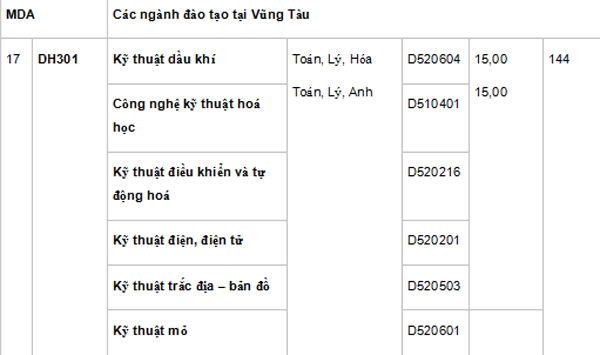 MDA Các ngành đào tạo tại Vũng Tàu
17 DH301 Kỹ thuật dầu khí Toán, Lý, Hóa D520604 15,00 144
Toán, Lý, Anh 15,00
Công nghệ kỹ thuật hoá D510401
học
Kỹ thuật điều khiển và tự D520216
động hoá
Kỹ thuật điện, điện tử D520201
Kỹ thuật trắc địa – bản đồ D520503
Kỹ thuật mỏ D520601